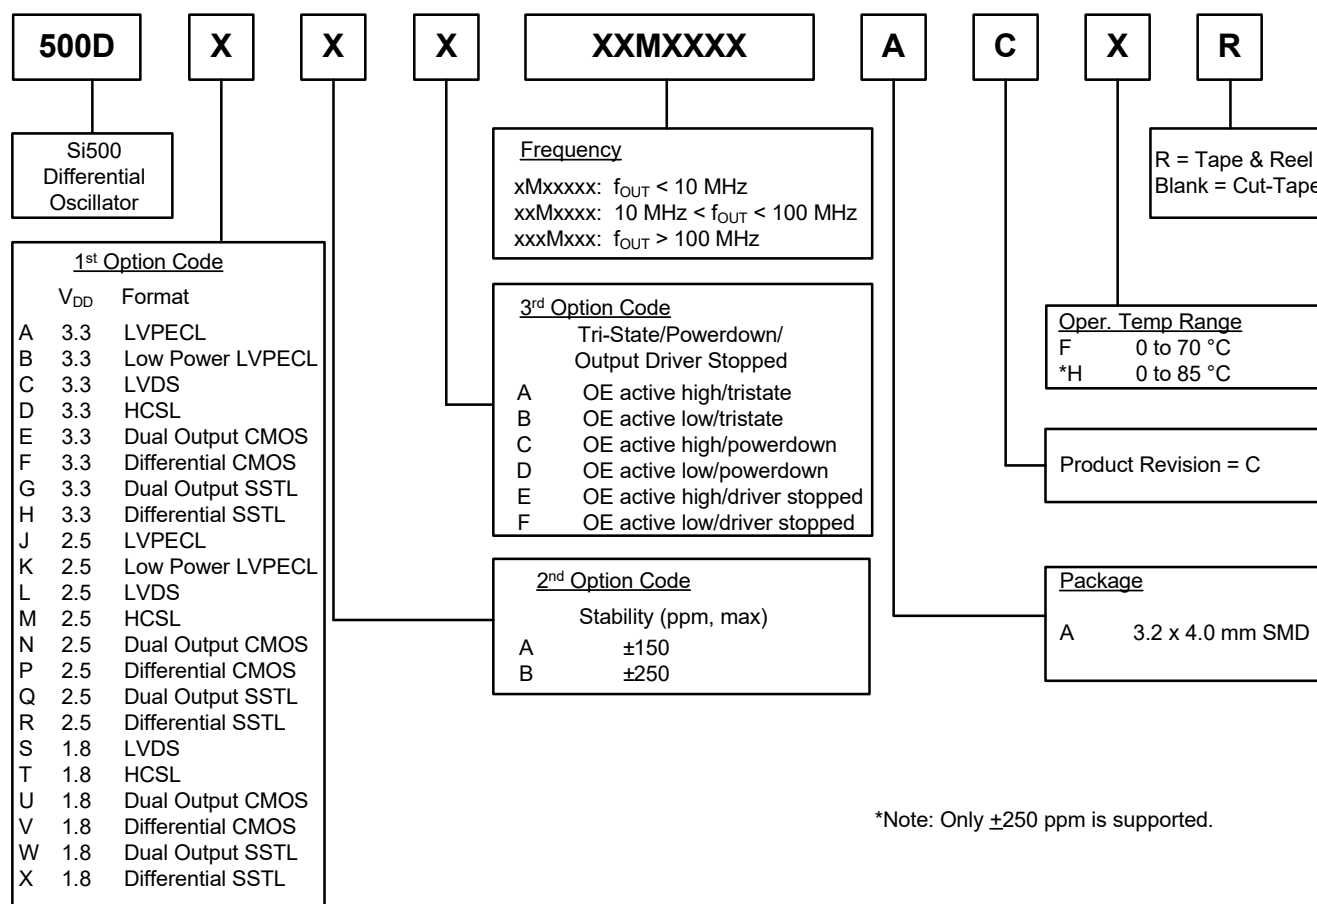 500D X X X XXMXXXX A C X R
Si500
Differential
Oscillator
Frequency
xMxxxxx: fOUT < 10 MHz
xxMxxxx: 10 MHz < fOUT < 100 MHz
xxxMxxx: fOUT > 100 MHz
R = Tape & Reel
Blank = Cut-Tape
1st Option Code
VDD Format
A 3.3 LVPECL
B 3.3 Low Power LVPECL
C 3.3 LVDS
D 3.3 HCSL
E 3.3 Dual Output CMOS
F 3.3 Differential CMOS
G 3.3 Dual Output SSTL
H 3.3 Differential SSTL
J 2.5 LVPECL
K 2.5 Low Power LVPECL
L 2.5 LVDS
M 2.5 HCSL
N 2.5 Dual Output CMOS
P 2.5 Differential CMOS
Q 2.5 Dual Output SSTL
R 2.5 Differential SSTL
S 1.8 LVDS
T 1.8 HCSL
U 1.8 Dual Output CMOS
V 1.8 Differential CMOS
W 1.8 Dual Output SSTL
X 1.8 Differential SSTL
3rd Option Code
Tri-State/Powerdown/
Output Driver Stopped
A OE active high/tristate
B OE active low/tristate
C OE active high/powerdown
D OE active low/powerdown
E OE active high/driver stopped
F OE active low/driver stopped
2nd Option Code
Stability (ppm, max)
A ±150
B ±250
Oper. Temp Range
F 0 to 70 °C
*H 0 to 85 °C
Product Revision = C
Package
A 3.2 x 4.0 mm SMD
*Note: Only ±250 ppm is supported.